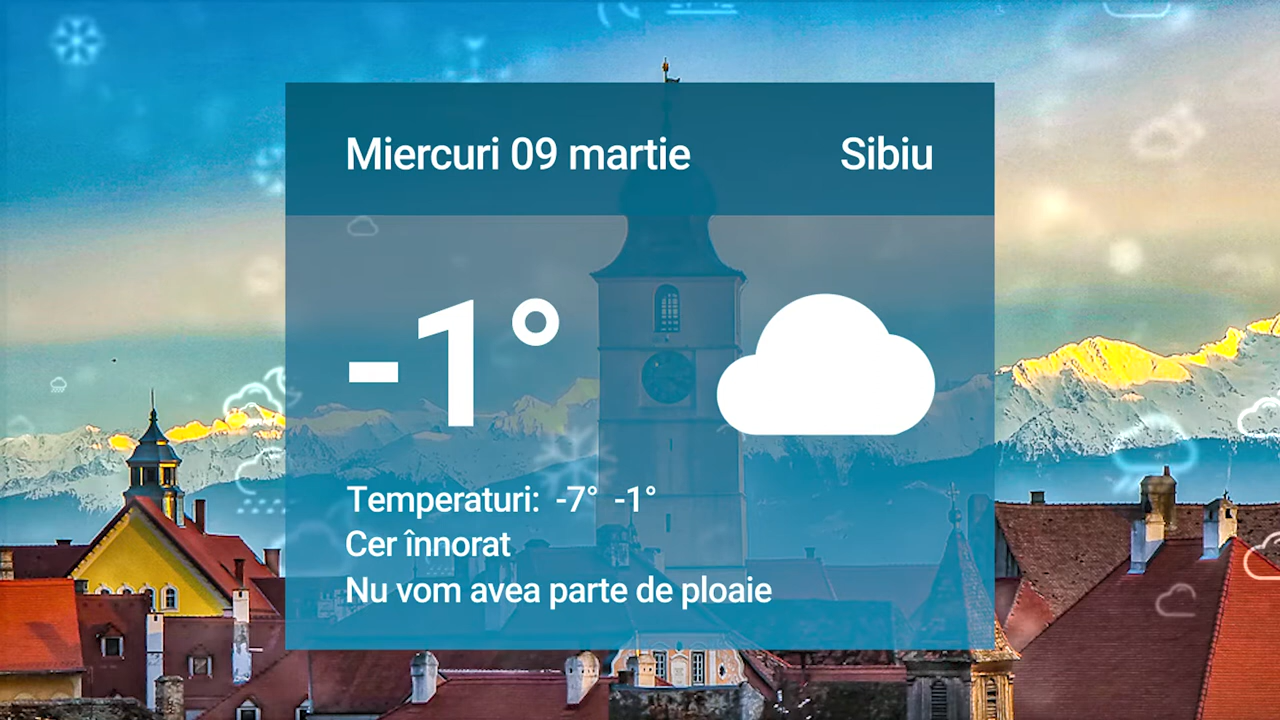 Miercuri 09 martie Sibiu
-1°
Temperaturi: -7° -1°
Cer înnorat
Nu vom avea parte de ploaie